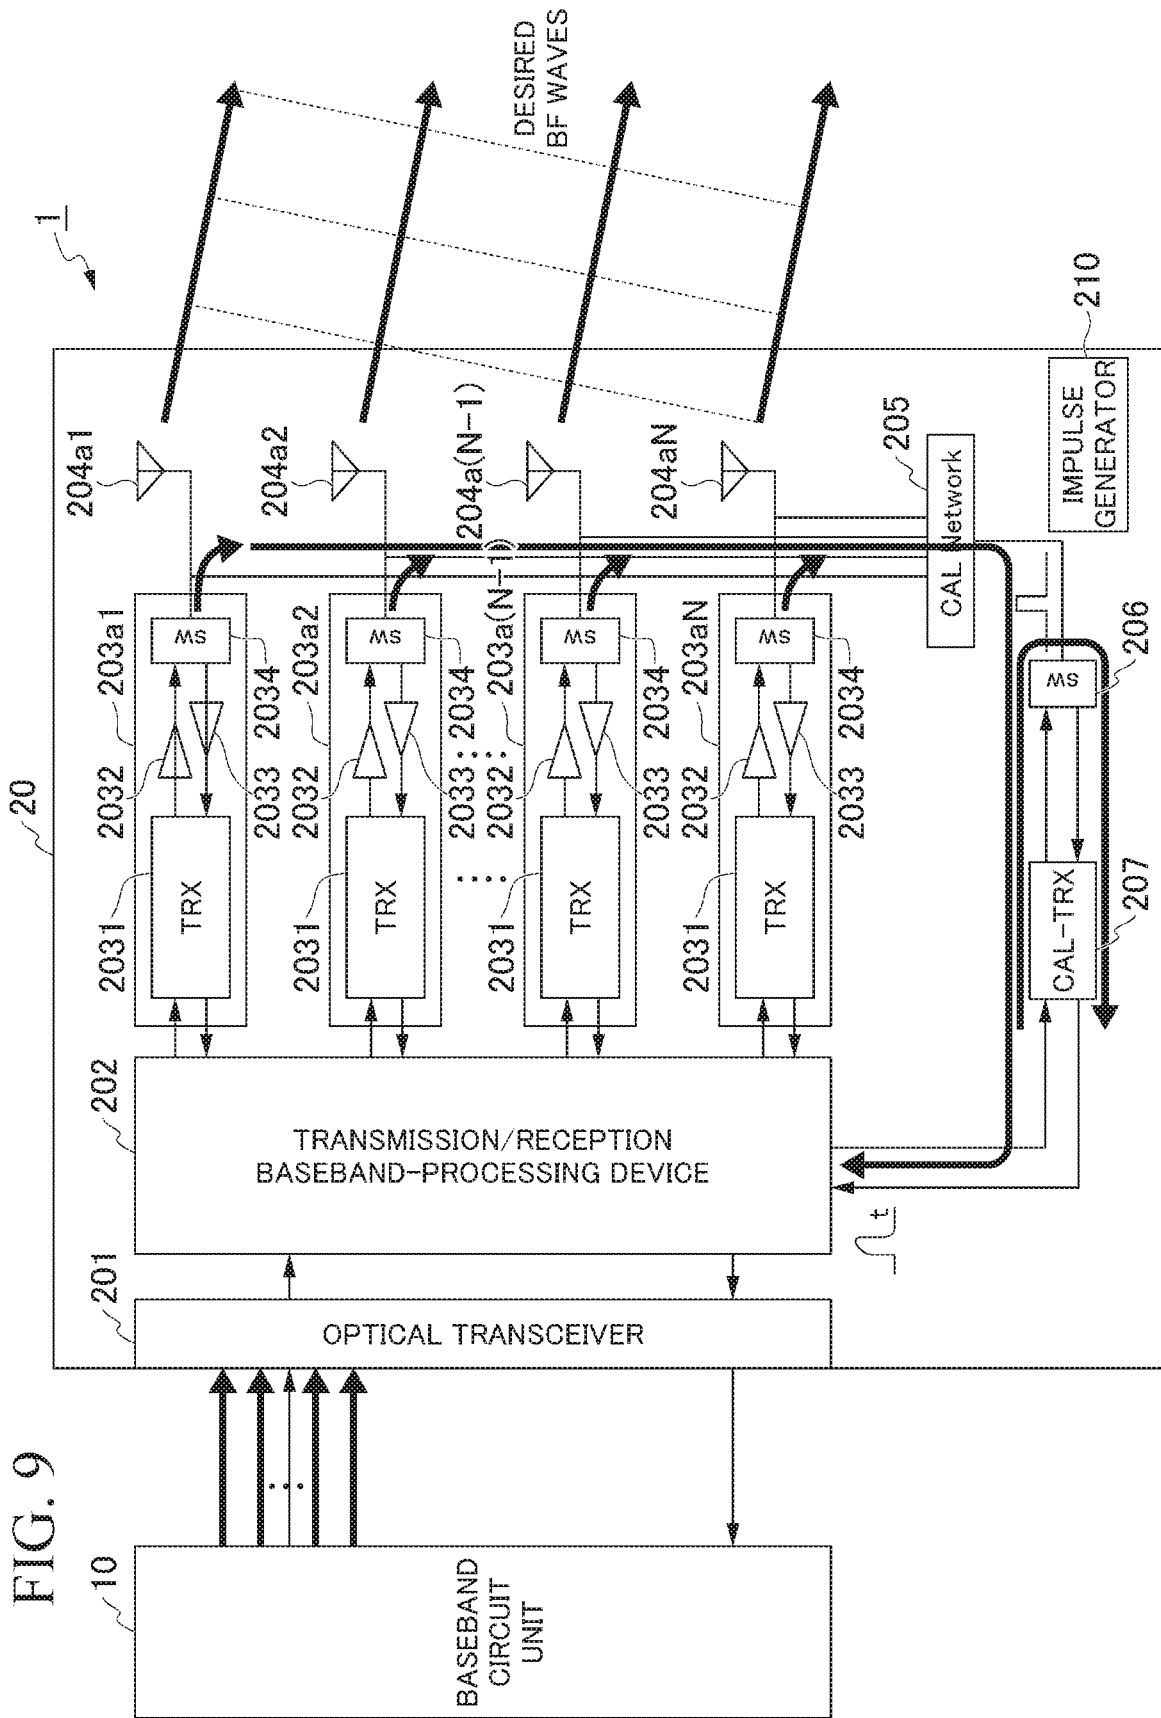 FIG. 9
1
10
BASEBAND
CIRCUIT
UNIT
20
201
OPTICAL TRANSCEIVER
202
TRANSMISSION/RECEPTION
BASEBAND-PROCESSING DEVICE
t
203a1
2031
TRX
2032
2033
SW
2034
204a1
203a2
2031
TRX
2032
2033
SW
2034
204a2
203a(N-1)
2031
TRX
2032
2033
SW
2034
204a(N-1)
203aN
2031
TRX
2032
2033
SW
2034
204aN
DESIRED
BF WAVES
205
CAL Network
SW
206
CAL-TRX
207
IMPULSE
GENERATOR
210